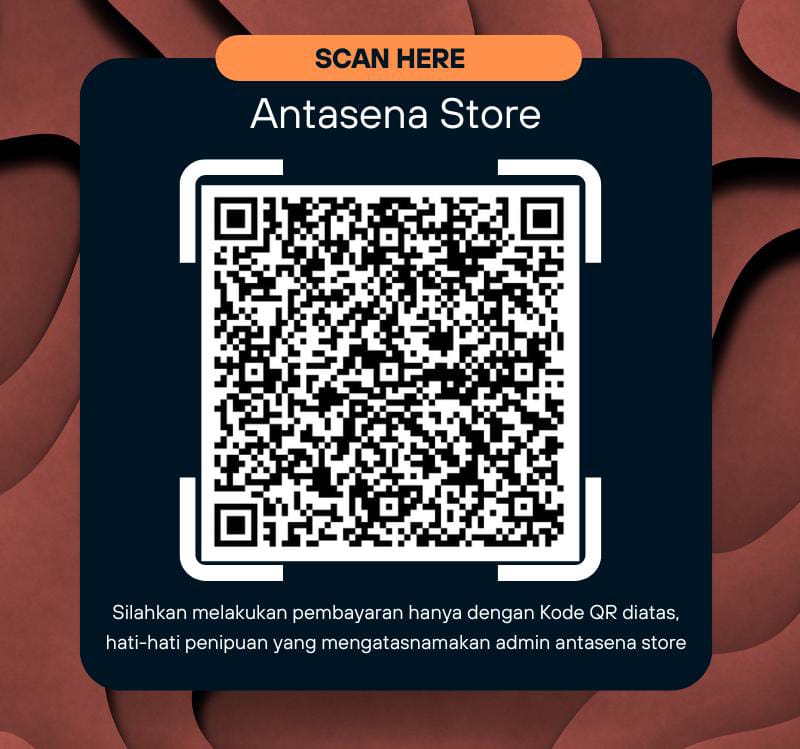 SCAN HERE
Antasena Store
Silahkan melakukan pembayaran hanya dengan Kode QR diatas,
hati-hati penipuan yang mengatasnamakan admin antasena store